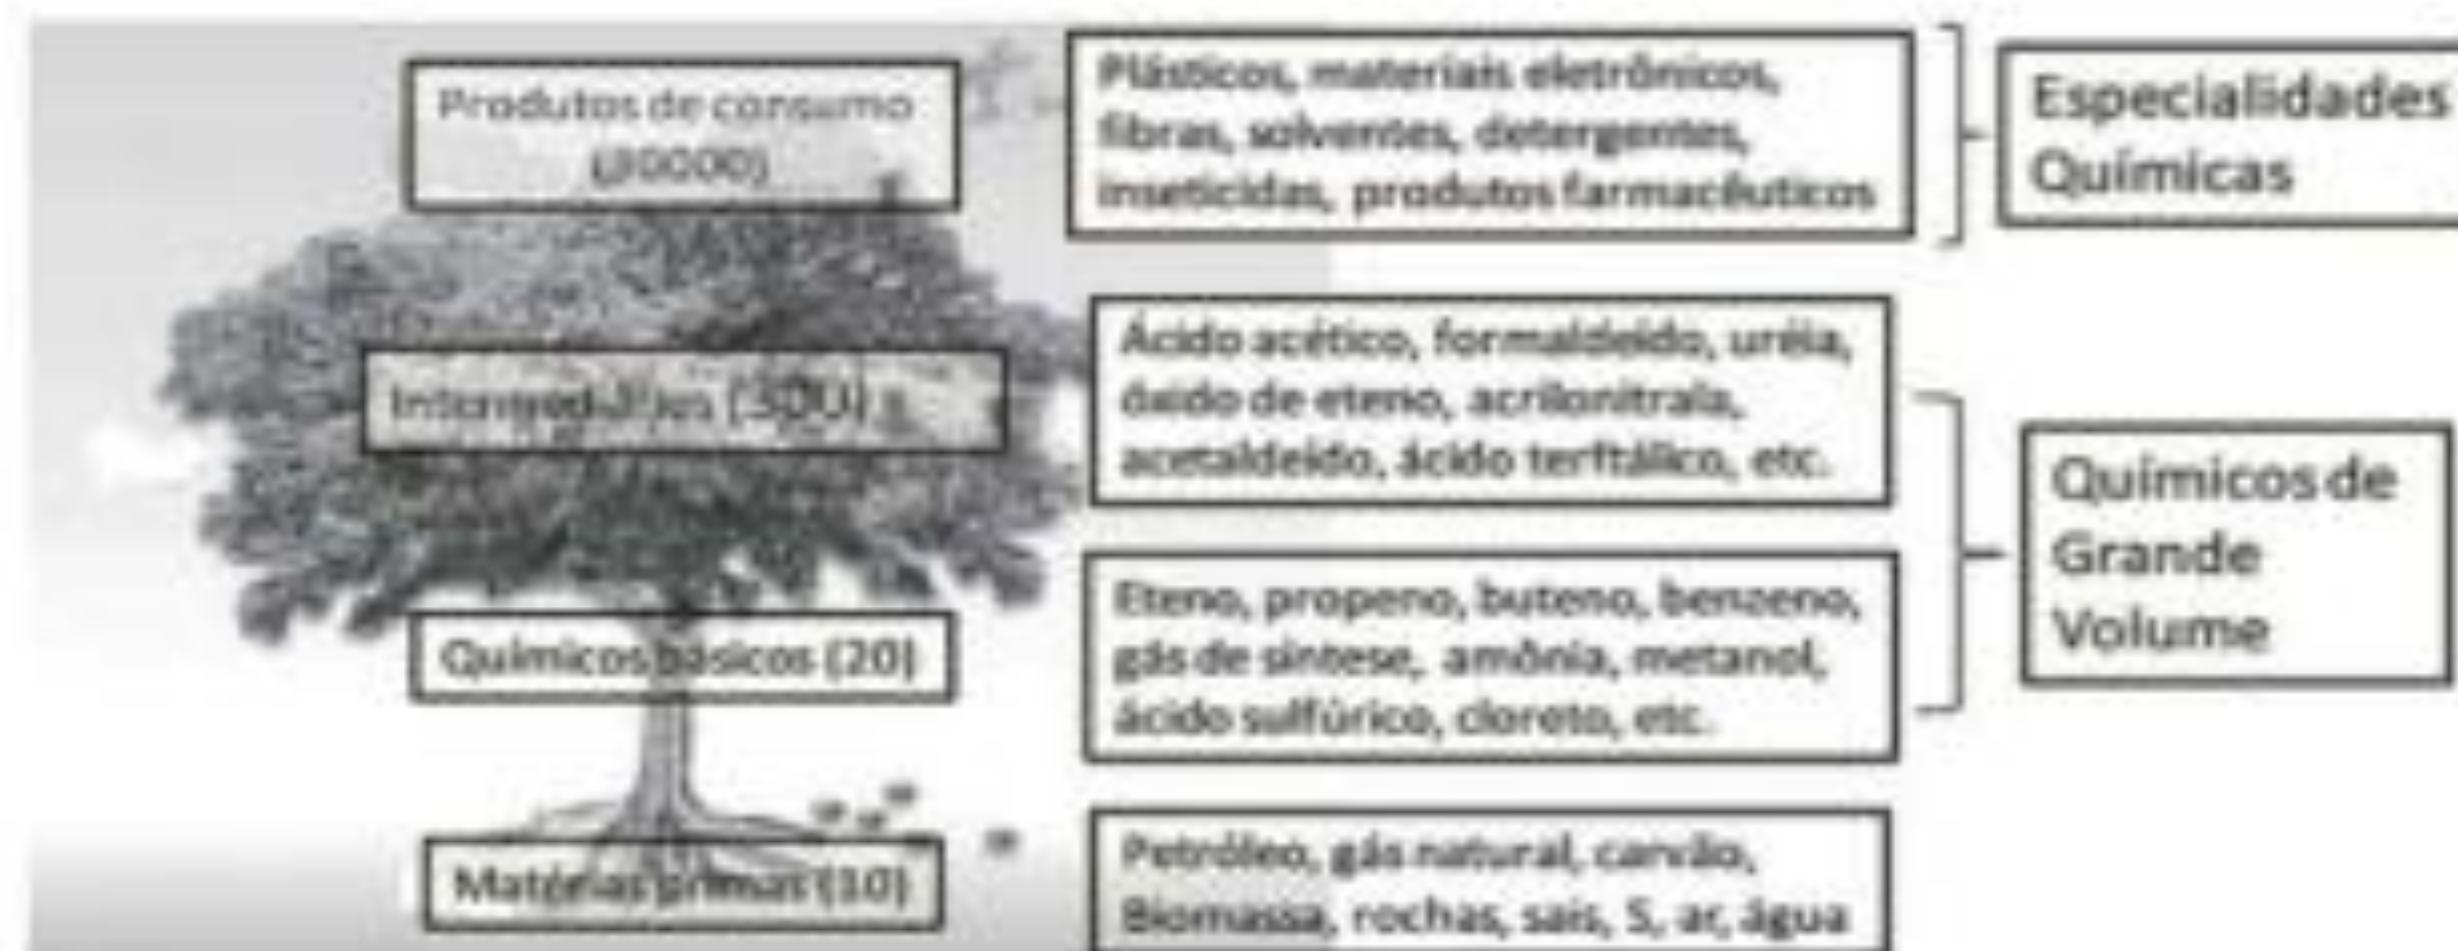 Produtos de consumo
(30000)
Plásticos, materiais eletrônicos,
fibras, solventes, detergentes,
inseticidas, produtos farmacêuticos
Especialidades
Químicas
Intermediários (300)
Ácido acético, formaldeído, uréia,
óxido de eteno, acrilonitrala,
acetaldeído, ácido terftálico, etc.
Químicos básicos (20)
Eteno, propeno, buteno, benzeno,
gás de síntese, amônia, metanol,
ácido sulfúrico, cloreto, etc.
Químicos de
Grande
Volume
Matérias primas (10)
Petróleo, gás natural, carvão,
Biomassa, rochas, sais, S, ar, água